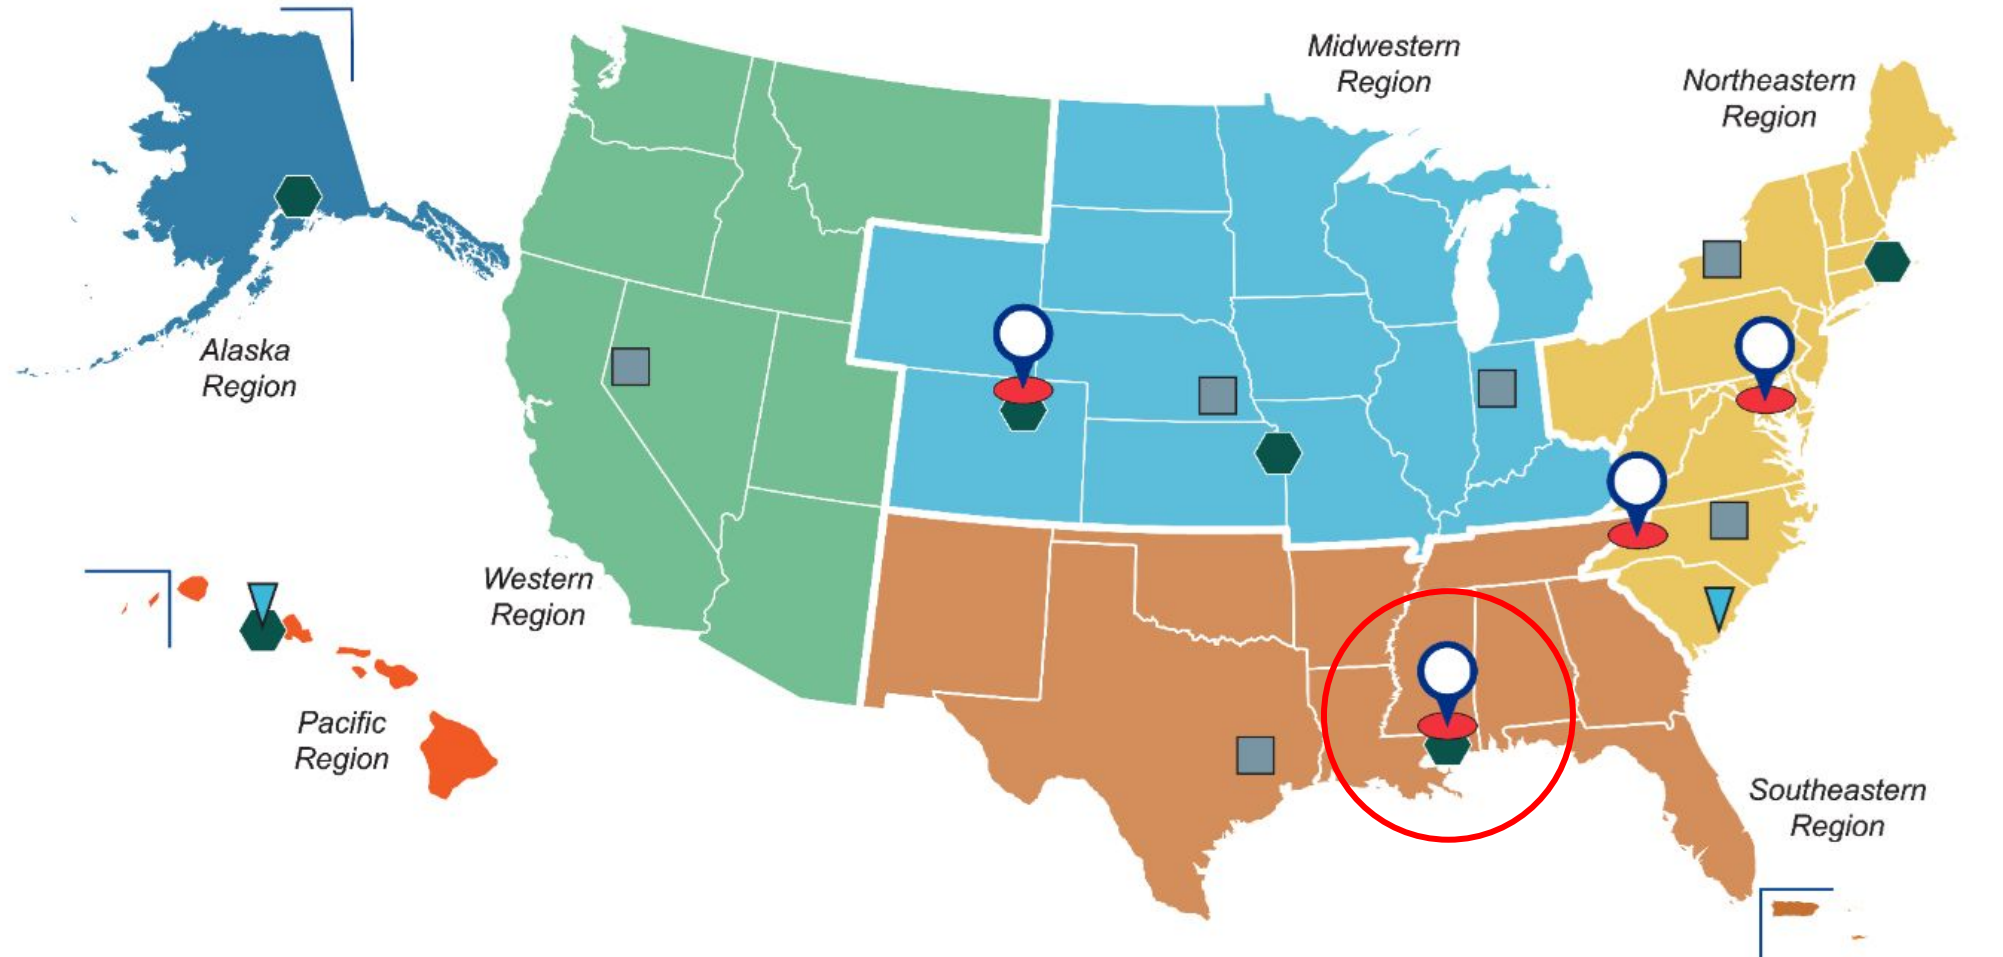 Midwestern
Region
Northeastern
Region
Alaska
Region
Western
Region
Pacific
Region
Southeastern
Region